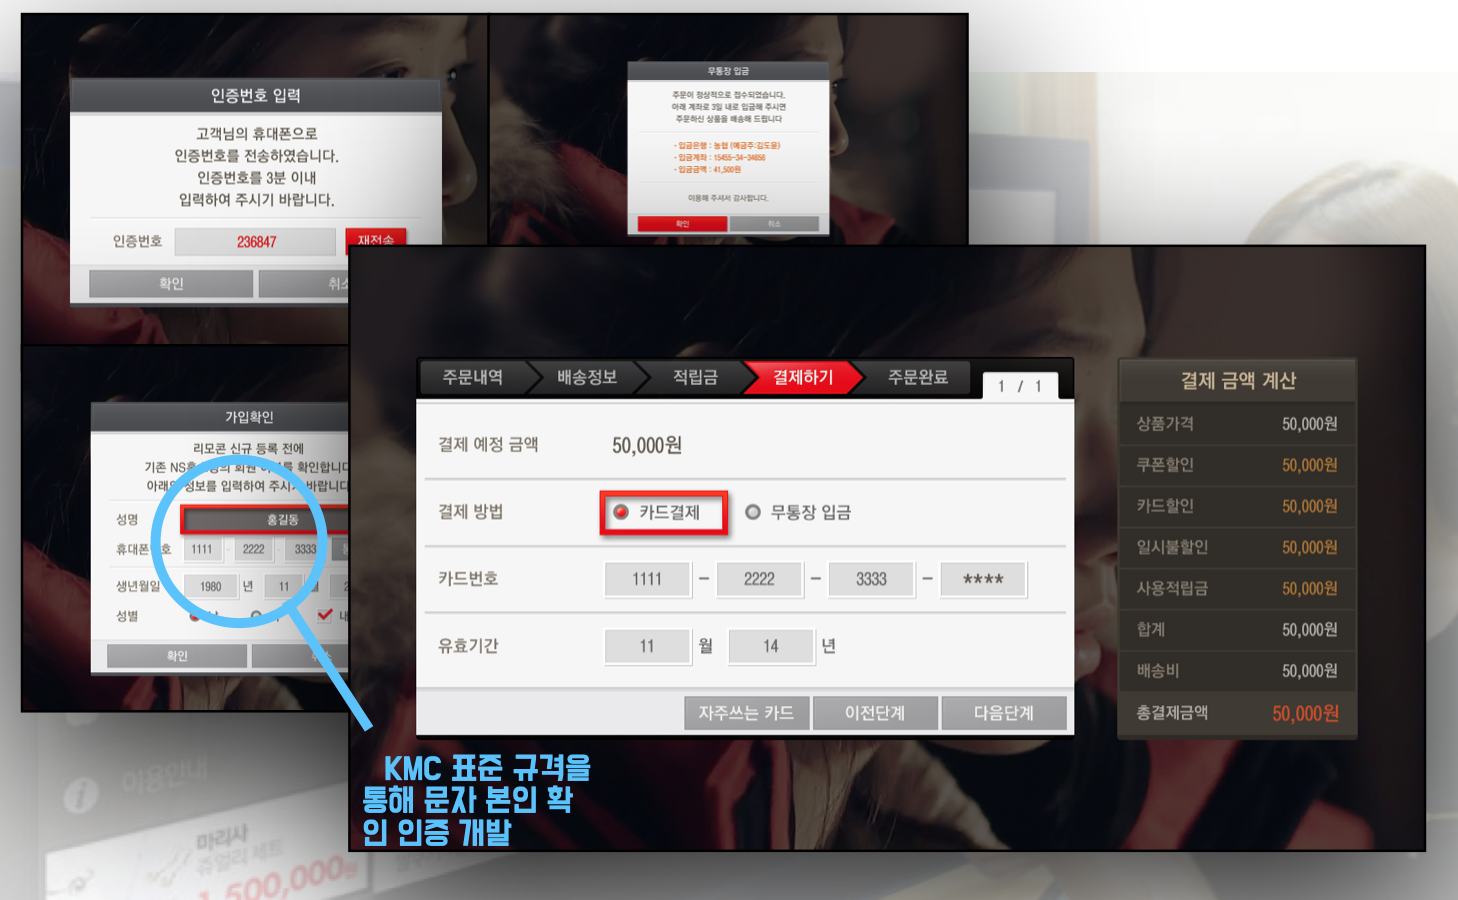 인증번호 입력
고객님의 휴대폰으로
인증번호를 전송하였습니다.
인증번호를 3분 이내
입력하여 주시기 바랍니다.
인증번호 236847 재전송
확인 취소
무통장 입금
주문이 정상적으로 접수되었습니다.
아래 계좌로 3일 내로 입금해 주시면
주문하신 상품을 배송해 드립니다
- 입금은행 : 농협 (예금주:김도윤)
- 입금계좌 : 15455-34-34656
- 입금금액 : 41,500원
이용해 주셔서 감사합니다.
확인 취소
가입확인
리모콘 신규 등록 전에
기존 NS홈 의 회원 를 확인합니다
아래의 정보를 입력하여 주시기 바랍니다
성명 홍길동
휴대폰번호 1111 - 2222 - 3333
생년월일 1980 년 11 월 2
성별 내
확인
주문내역 배송정보 적립금 결제하기 주문완료 1 / 1
결제 예정 금액 50,000원
결제 방법 카드결제 무통장 입금
카드번호 1111 - 2222 - 3333 - ****
유효기간 11 월 14 년
자주쓰는 카드 이전단계 다음단계
결제 금액 계산
상품가격 50,000원
쿠폰할인 50,000원
카드할인 50,000원
일시불할인 50,000원
사용적립금 50,000원
합계 50,000원
배송비 50,000원
총결제금액 50,000원
KMC 표준 규격을
통해 문자 본인 확
인 인증 개발
i 이용안내
마리사
쥬얼리 세트
1,500,000원